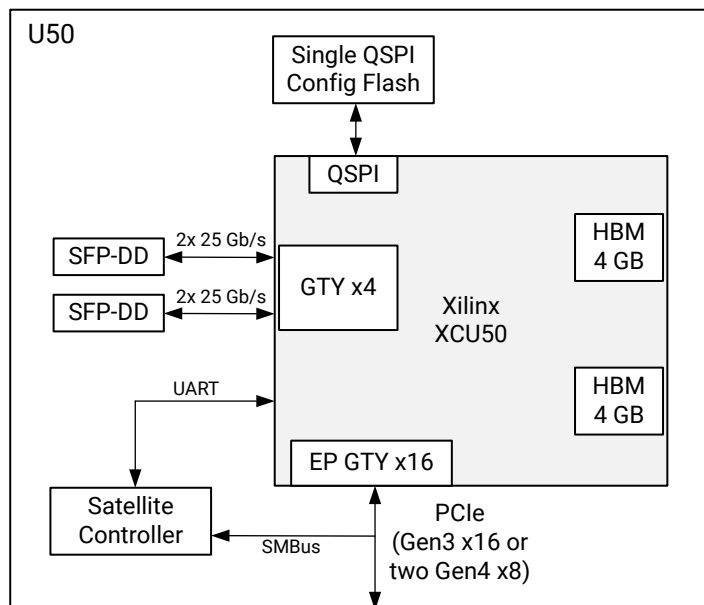 U50
Single QSPI
Config Flash
QSPI
2x 25 Gb/s
SFP-DD
GTY x4
2x 25 Gb/s
SFP-DD
HBM
4 GB
Xilinx
XCU50
HBM
4 GB
UART
EP GTY x16
Satellite
Controller
SMBus
PCIe
(Gen3 x16 or
two Gen4 x8)